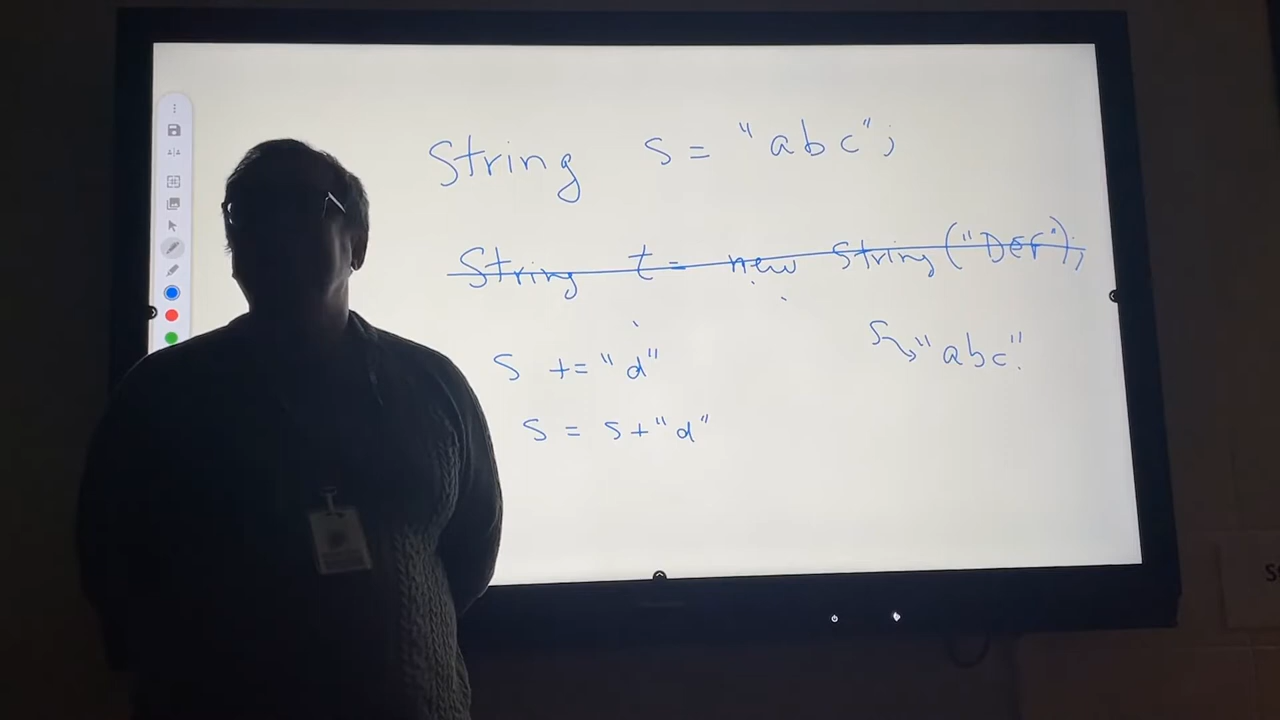 String s = "abc";
String t = new String("Def");
s += "d"
s "abc"
s = s+"d"